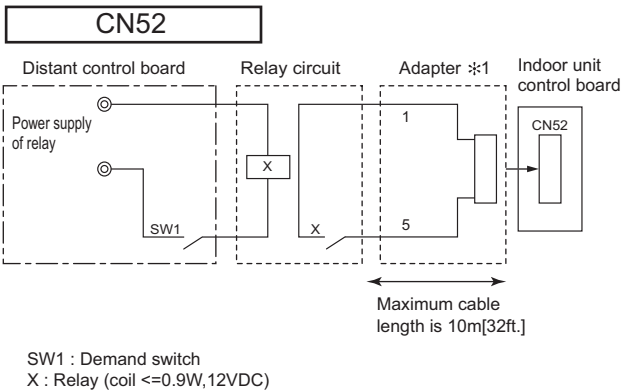 CN52
Distant control board
Relay circuit
Adapter ✻1
Indoor unit
control board
Power supply
of relay
1
CN52
X
SW1
X
5
Maximum cable
length is 10m[32ft.]
SW1 : Demand switch
X : Relay (coil <=0.9W,12VDC)